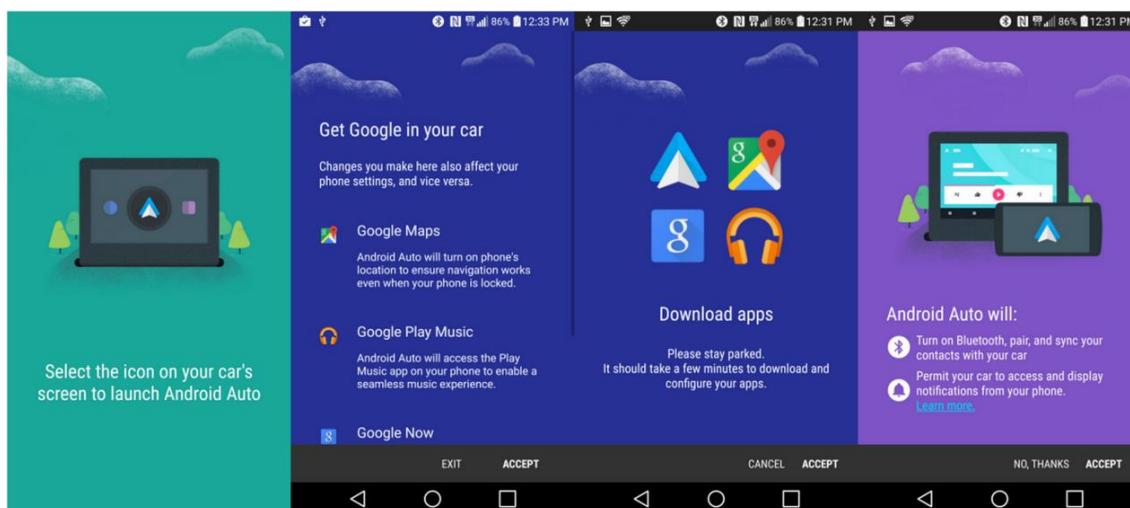 Select the icon on your car's
screen to launch Android Auto
86% 12:33 PM
Get Google in your car
Changes you make here also affect your
phone settings, and vice versa.
Google Maps
Android Auto will turn on phone's
location to ensure navigation works
even when your phone is locked.
Google Play Music
Android Auto will access the Play
Music app on your phone to enable a
seamless music experience.
8
Google Now
EXIT ACCEPT
86% 12:31 PM
g
g
Download apps
Please stay parked.
It should take a few minutes to download and
configure your apps.
CANCEL ACCEPT
86% 12:31 PM
Android Auto will:
Turn on Bluetooth, pair, and sync your
contacts with your car
Permit your car to access and display
notifications from your phone.
Learn more.
NO, THANKS ACCEPT